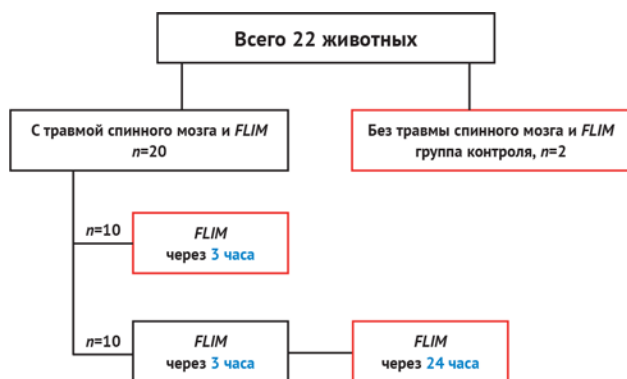 Всего 22 животных
С травмой спинного мозга и FLIM
n=20
Без травмы спинного мозга и FLIM
группа контроля, n=2
n=10
FLIM
через 3 часа
n=10
FLIM
через 3 часа
FLIM
через 24 часа